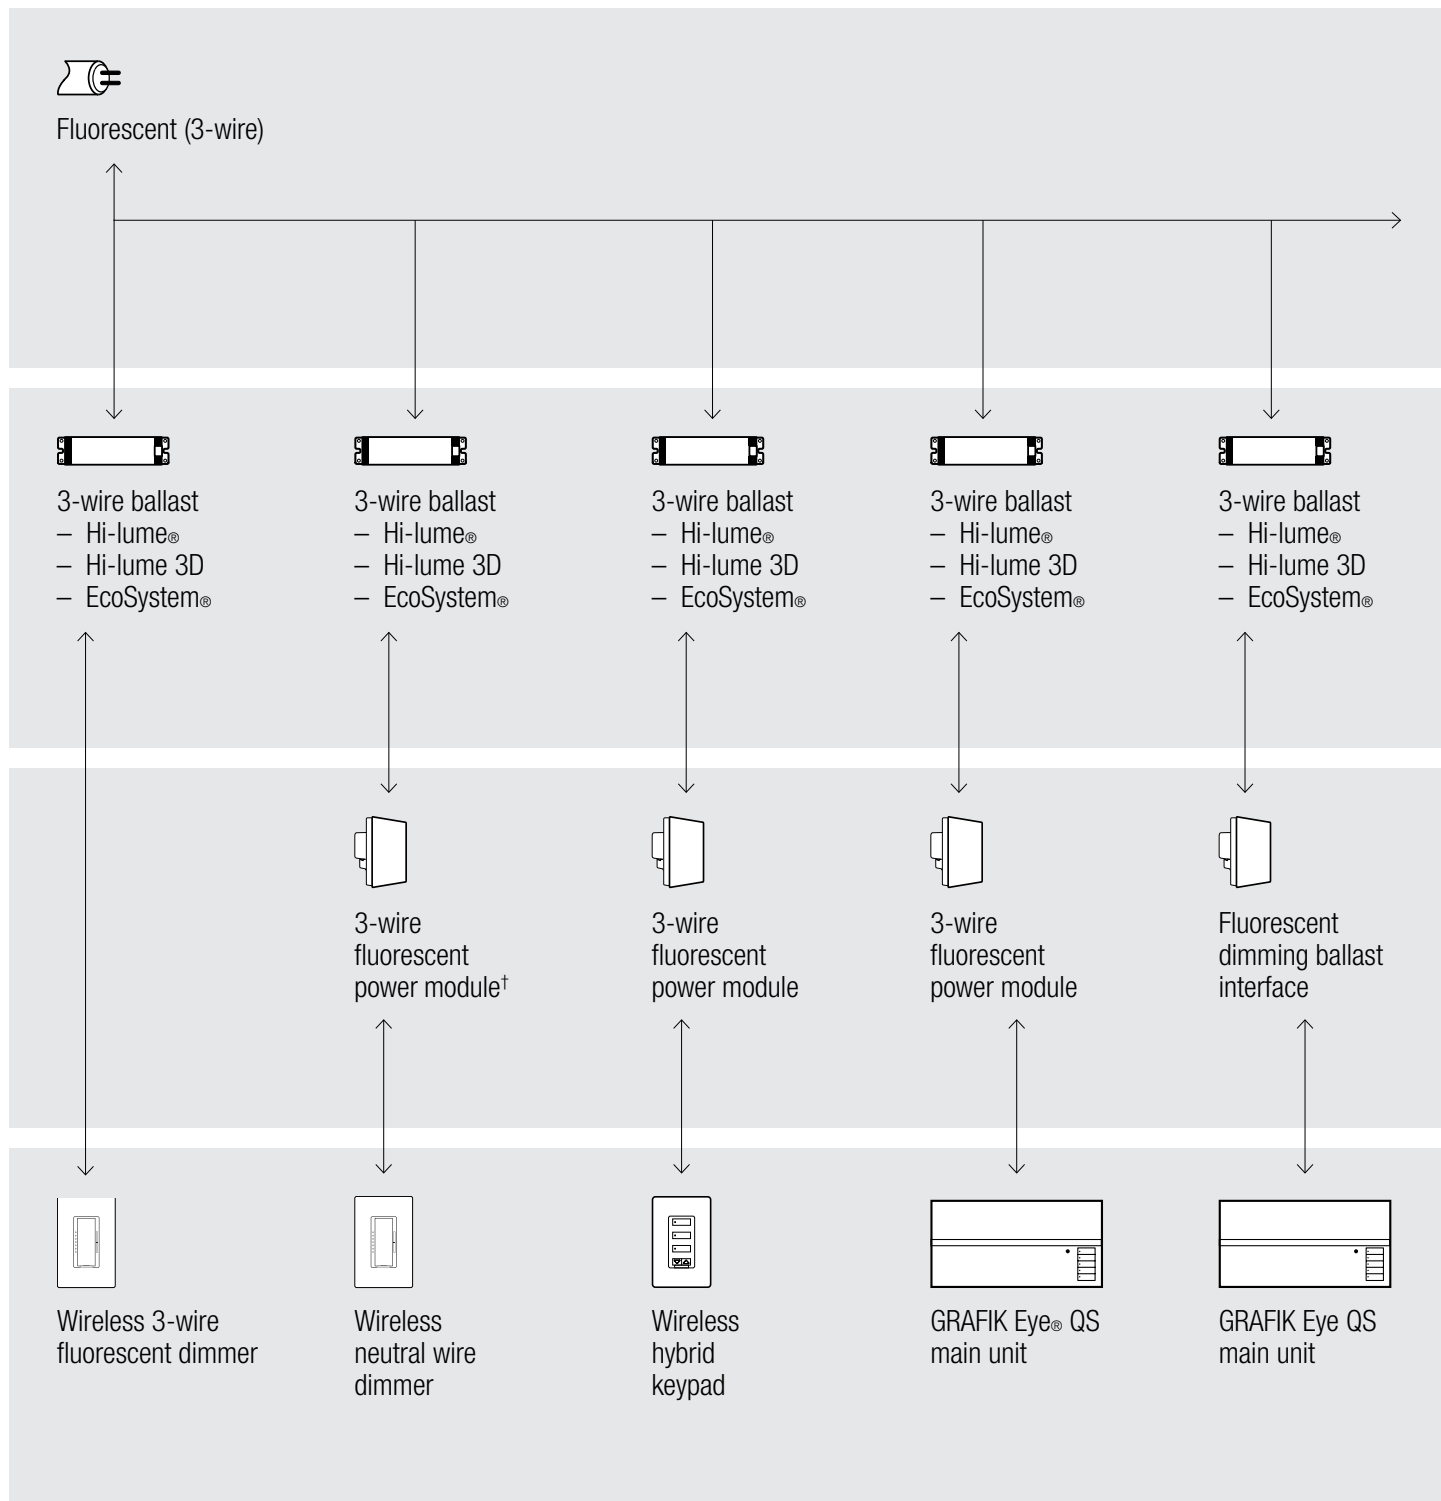 Fluorescent (3-wire)
3-wire ballast
– Hi-lume®
– Hi-lume 3D
– EcoSystem®
3-wire ballast
– Hi-lume®
– Hi-lume 3D
– EcoSystem®
3-wire ballast
– Hi-lume®
– Hi-lume 3D
– EcoSystem®
3-wire ballast
– Hi-lume®
– Hi-lume 3D
– EcoSystem®
3-wire ballast
– Hi-lume®
– Hi-lume 3D
– EcoSystem®
3-wire
fluorescent
power module†
3-wire
fluorescent
power module
3-wire
fluorescent
power module
Fluorescent
dimming ballast
interface
Wireless 3-wire
fluorescent dimmer
Wireless
neutral wire
dimmer
Wireless
hybrid
keypad
GRAFIK Eye® QS
main unit
GRAFIK Eye QS
main unit